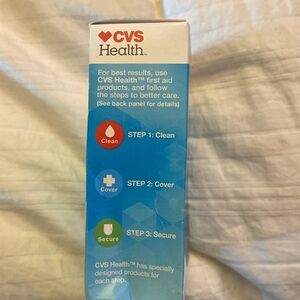 CVS
Health™
For best results, use
CVS Health™ first aid
products, and follow
the steps to better care.
(See back panel for details)
Clean
STEP 1: Clean
Cover
STEP 2: Cover
Secure
STEP 3: Secure
CVS Health™ has specially
designed products for
each step.